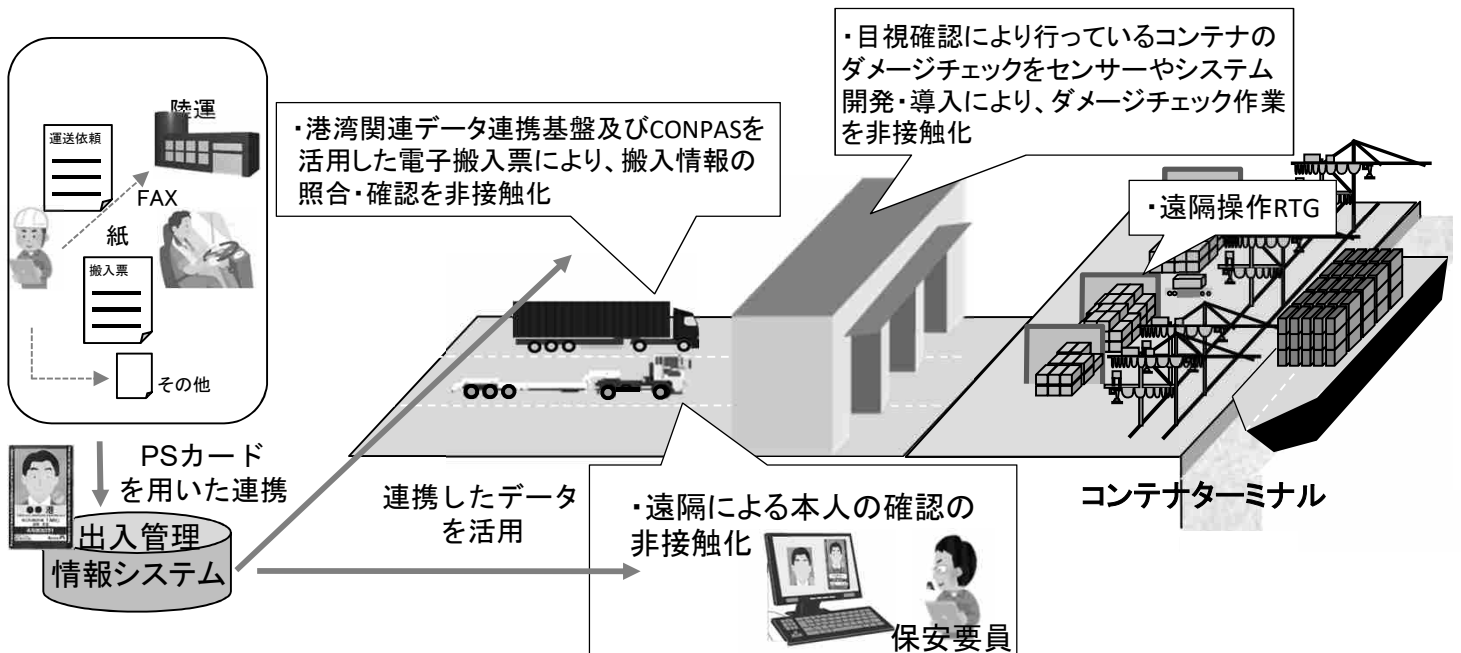 陸運
運送依頼
FAX
紙
搬入票
その他
・港湾関連データ連携基盤及びCONPASを
活用した電子搬入票により、搬入情報の
照合・確認を非接触化
・目視確認により行っているコンテナの
ダメージチェックをセンサーやシステム
開発・導入により、ダメージチェック作業
を非接触化
・遠隔操作RTG
PSカード
を用いた連携
●● 港
出入管理
情報システム
連携したデータ
を活用
・遠隔による本人の確認の
非接触化
保安要員
コンテナターミナル